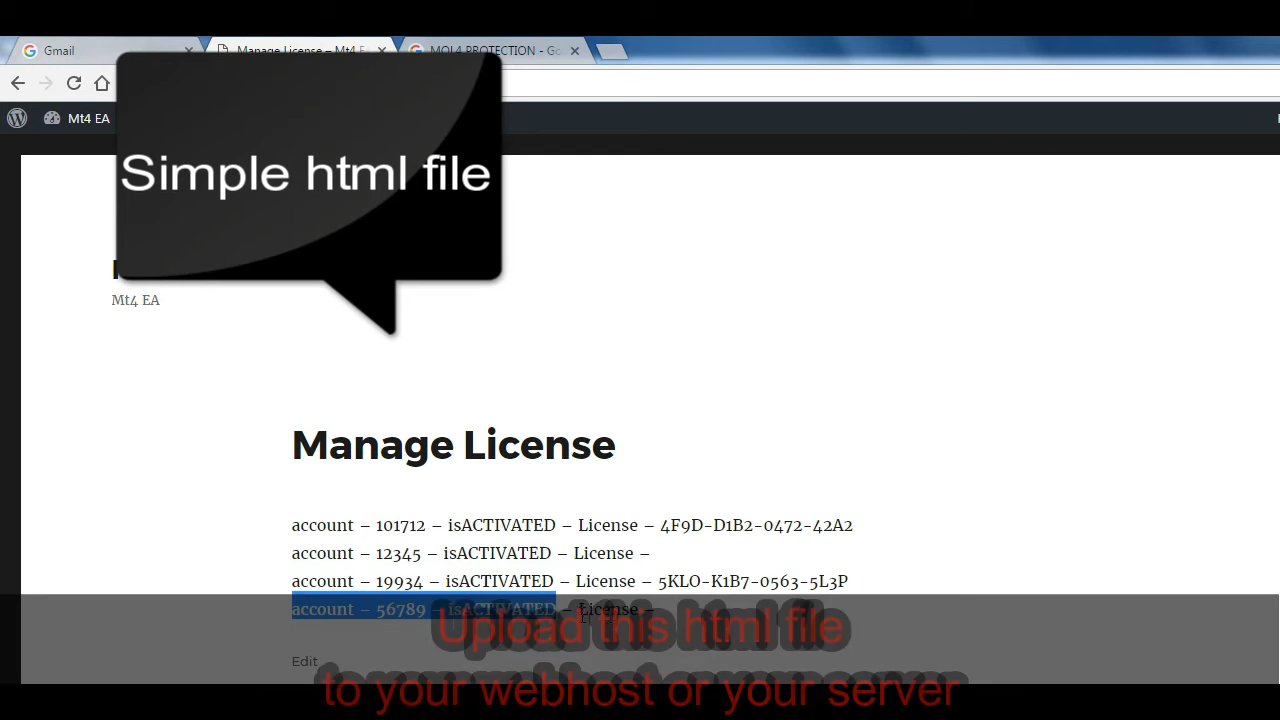 Gmail
Manage License – Mt4 E
MQL4 PROTECTION - Go
Mt4 EA
Simple html file
Mt4 EA
Manage License
account – 101712 – isACTIVATED – License – 4F9D-D1B2-0472-42A2
account – 12345 – isACTIVATED – License –
account – 19934 – isACTIVATED – License – 5KLO-K1B7-0563-5L3P
account – 56789 – isACTIVATED – License –
Upload this html file
Edit
to your webhost or your server